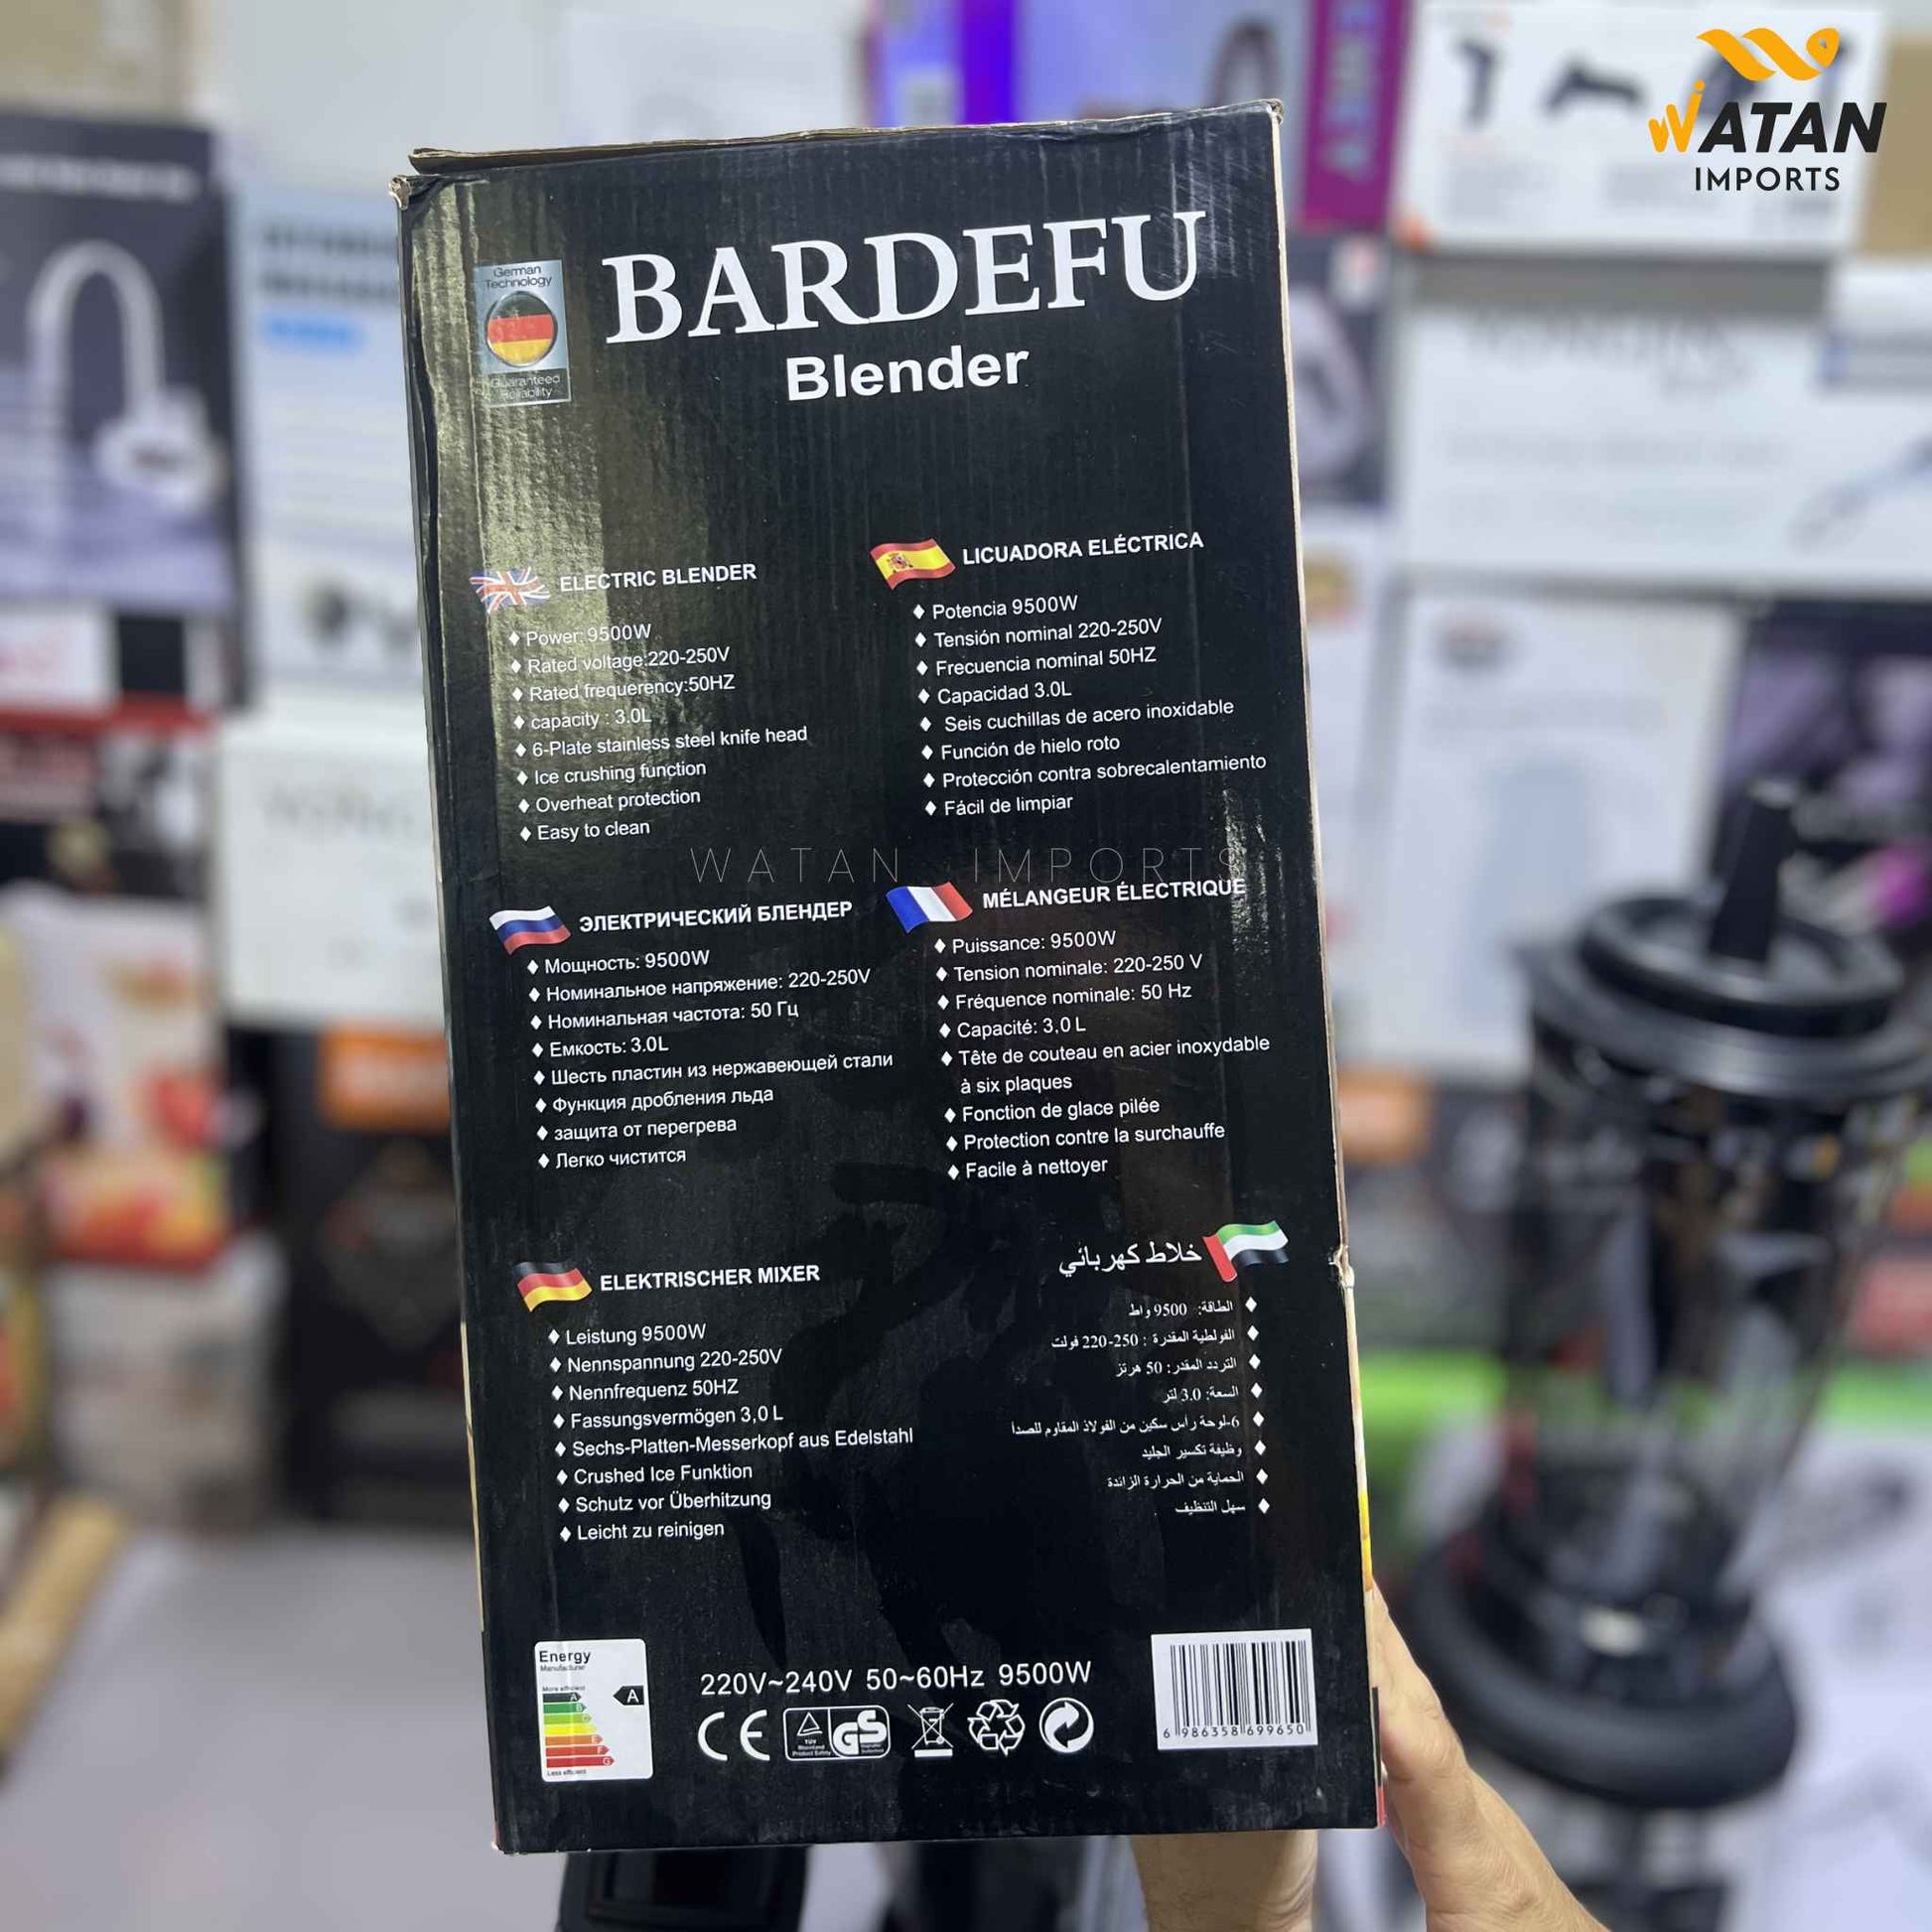 WATAN
IMPORTS
German
Technology
Guaranteed
Reliability
BARDEFU
Blender
ELECTRIC BLENDER
♦ Power:9500W
♦ Rated voltage:220-250V
♦ Rated frequerency:50HZ
♦ capacity : 3.0L
♦ 6-Plate stainless steel knife head
♦ Ice crushing function
♦ Overheat protection
♦ Easy to clean
LICUADORA ELÉCTRICA
♦ Potencia 9500W
♦ Tensión nominal 220-250V
♦ Frecuencia nominal 50HZ
♦ Capacidad 3.0L
♦ Seis cuchillas de acero inoxidable
♦ Función de hielo roto
♦ Protección contra sobrecalentamiento
♦ Fácil de limpiar
WATAN IMPORTS
ЭЛЕКТРИЧЕСКИЙ БЛЕНДЕР
♦ Мощность: 9500W
♦ Номинальное напряжение: 220-250V
♦ Номинальная частота: 50 Гц
♦ Емкость: 3.0L
♦ Шесть пластин из нержавеющей стали
♦ Функция дробления льда
♦ защита от перегрева
♦ Легко чистится
MÉLANGEUR ÉLECTRIQUE
♦ Puissance: 9500W
♦ Tension nominale: 220-250 V
♦ Fréquence nominale: 50 Hz
♦ Capacité: 3,0 L
♦ Tête de couteau en acier inoxydable
à six plaques
♦ Fonction de glace pilée
♦ Protection contre la surchauffe
♦ Facile à nettoyer
ELEKTRISCHER MIXER
♦ Leistung 9500W
♦ Nennspannung 220-250V
♦ Nennfrequenz 50HZ
♦ Fassungsvermögen 3,0 L
♦ Sechs-Platten-Messerkopf aus Edelstahl
♦ Crushed Ice Funktion
♦ Schutz vor Überhitzung
♦ Leicht zu reinigen
خلاط كهربائي
♦ الطاقة: 9500 واط
♦ الفولطية المقدرة : 250-220 فولت
♦ التردد المقدر: 50 هرتز
♦ السعة: 3.0 لتر
♦ 6-لوحة رأس سكين من الفولاذ المقاوم للصدأ
♦ وظيفة تكسير الجليد
♦ الحماية من الحرارة الزائدة
♦ سهل التنظيف
Energy
Manufacturer
More efficient
A
B
C
E
F
G
A
Less efficient
220V~240V 50~60Hz 9500W
CE
TÜV
Rheinland
Product Safety
GS
6 986358 699650